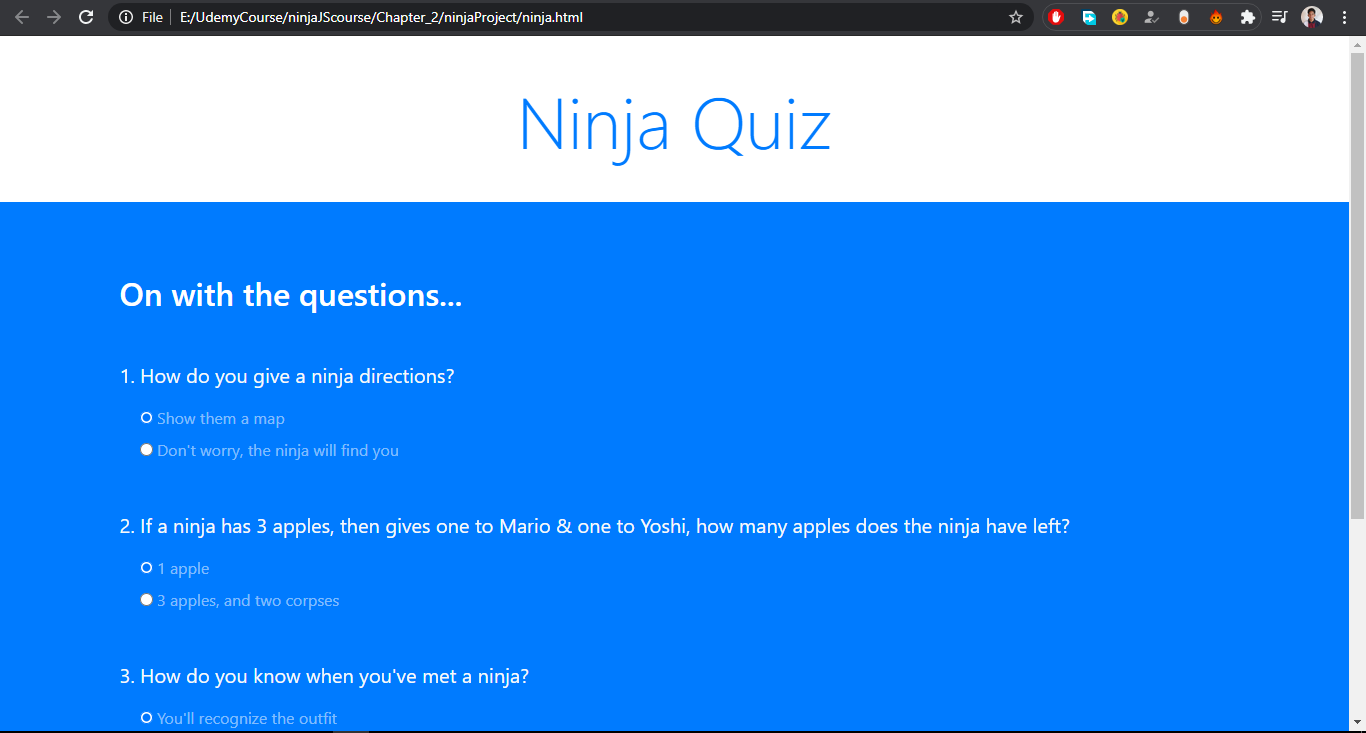 File E:/UdemyCourse/ninjaJScourse/Chapter_2/ninjaProject/ninja.html
Ninja Quiz
On with the questions...
1. How do you give a ninja directions?
Show them a map
Don't worry, the ninja will find you
2. If a ninja has 3 apples, then gives one to Mario & one to Yoshi, how many apples does the ninja have left?
1 apple
3 apples, and two corpses
3. How do you know when you've met a ninja?
You'll recognize the outfit